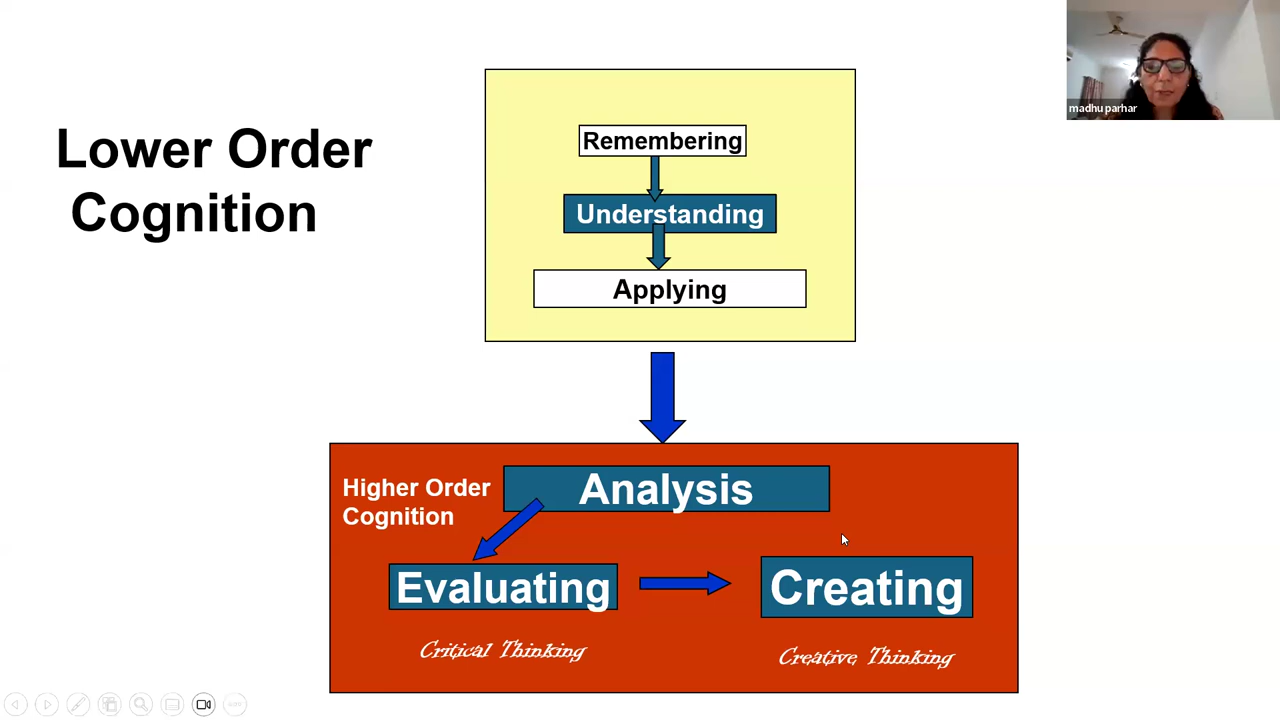 madhu parhar
Lower Order
Cognition
Remembering
Understanding
Applying
Higher Order
Cognition
Analysis
Evaluating
Creating
Critical Thinking
Creative Thinking